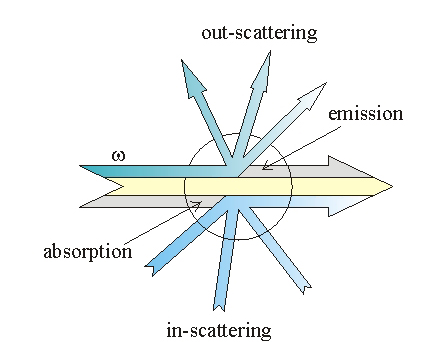 out-scattering
emission
ω
absorption
in-scattering